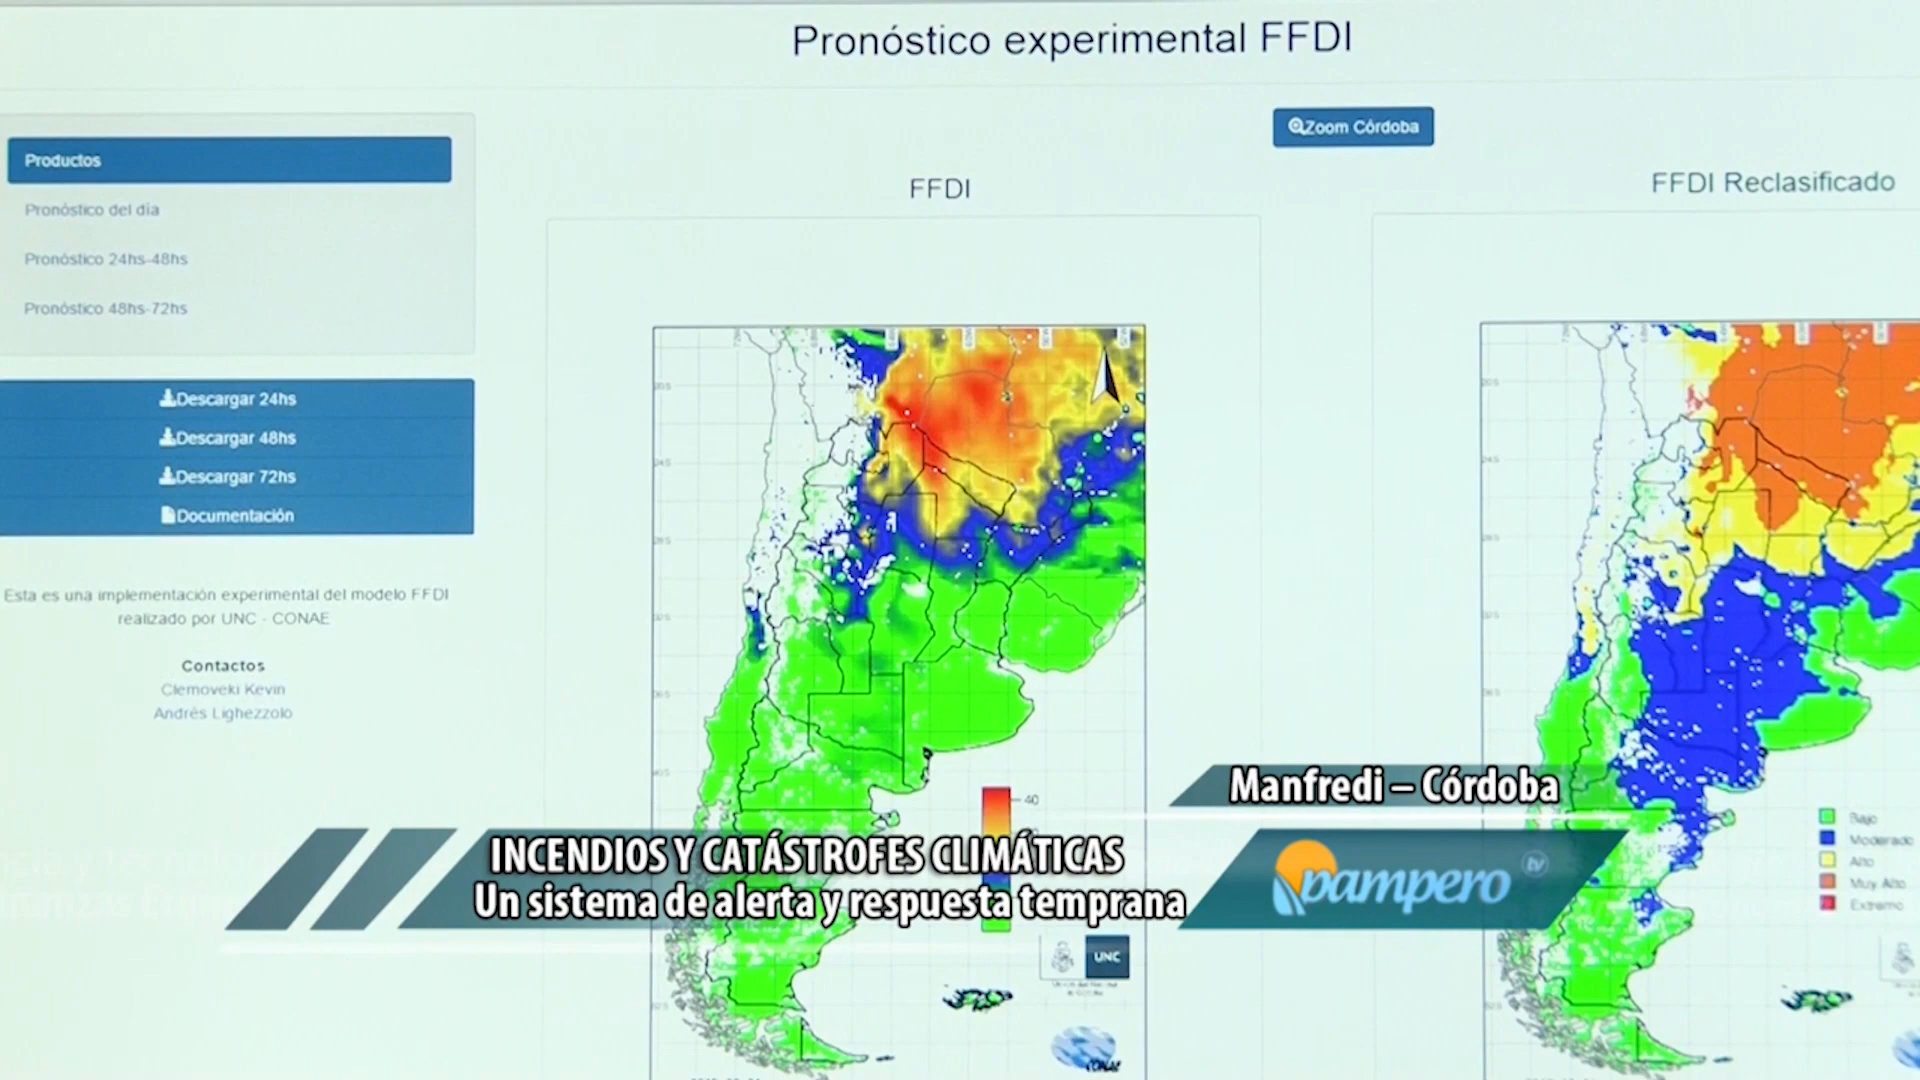 Pronóstico experimental FFDI
Zoom Córdoba
Productos
Pronóstico del día
Pronóstico 24hs-48hs
Pronóstico 48hs-72hs
Descargar 24hs
Descargar 48hs
Descargar 72hs
Documentación
Esta es una implementación experimental del modelo FFDI
realizado por UNC - CONAE
Contactos
Clemoveki Kevin
Andrés Lighezzolo
FFDI
40
UNC
CONAE
FFDI Reclasificado
Bajo
Moderado
Alto
Muy Alto
Extremo
Manfredi – Córdoba
INCENDIOS Y CATÁSTROFES CLIMÁTICAS
Un sistema de alerta y respuesta temprana
pampero tv